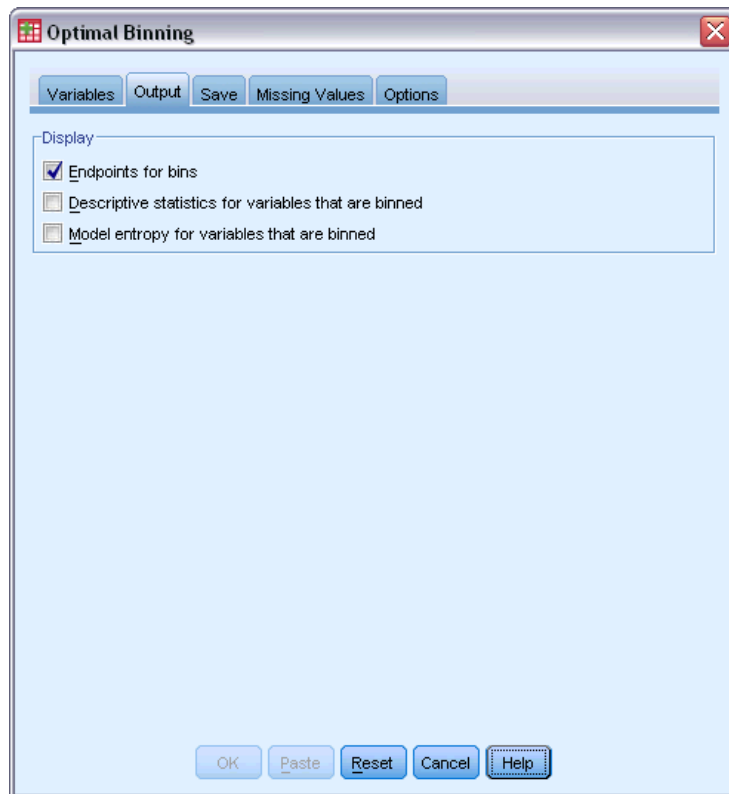 Optimal Binning
Variables Output Save Missing Values Options
Display
Endpoints for bins
Descriptive statistics for variables that are binned
Model entropy for variables that are binned
OK Paste Reset Cancel Help